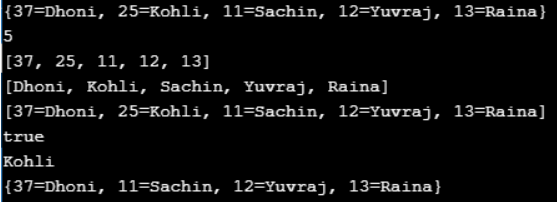 {37=Dhoni, 25=Kohli, 11=Sachin, 12=Yuvraj, 13=Raina}
5
[37, 25, 11, 12, 13]
[Dhoni, Kohli, Sachin, Yuvraj, Raina]
[37=Dhoni, 25=Kohli, 11=Sachin, 12=Yuvraj, 13=Raina]
true
Kohli
{37=Dhoni, 11=Sachin, 12=Yuvraj, 13=Raina}